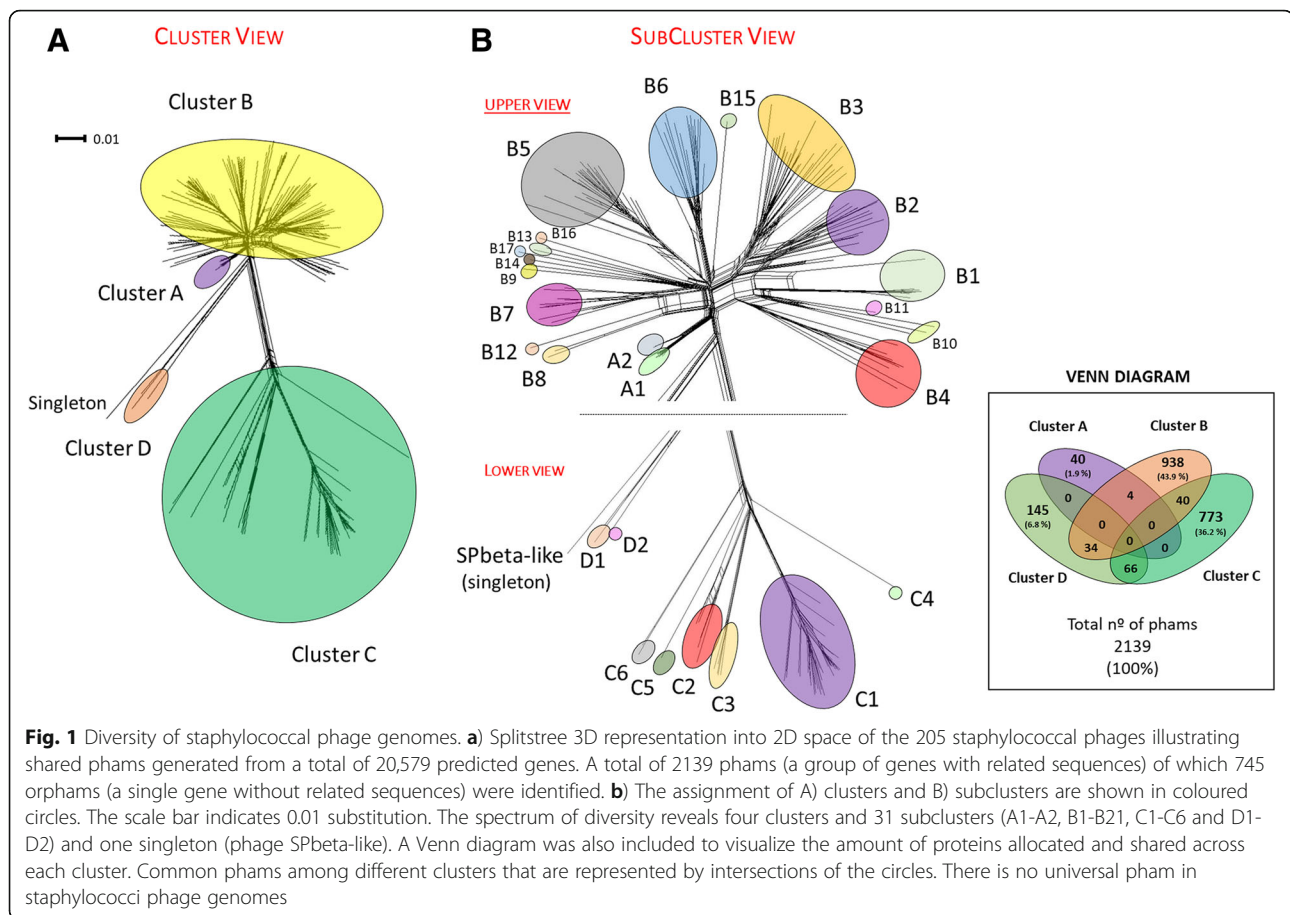 A
CLUSTER VIEW
Cluster B
0.01
Cluster A
Singleton
Cluster D
Cluster C
B
SUBCLUSTER VIEW
UPPER VIEW
B6
B15
B3
B5
B2
B13
B16
B17
B14
B9
B1
B11
B7
B10
B12
B8
A2
A1
B4
LOWER VIEW
SPbeta-like
(singleton)
D1
D2
C4
C6
C5
C2
C3
C1
VENN DIAGRAM
Cluster A
Cluster B
40
(1.9 %)
938
(43.9 %)
145
(6.8 %)
0
4
40
773
(36.2 %)
0
0
34
0
0
66
Cluster D
Cluster C
Total nº of phams
2139
(100%)
Fig. 1 Diversity of staphylococcal phage genomes. a) Splitstree 3D representation into 2D space of the 205 staphylococcal phages illustrating
shared phams generated from a total of 20,579 predicted genes. A total of 2139 phams (a group of genes with related sequences) of which 745
orphams (a single gene without related sequences) were identified. b) The assignment of A) clusters and B) subclusters are shown in coloured
circles. The scale bar indicates 0.01 substitution. The spectrum of diversity reveals four clusters and 31 subclusters (A1-A2, B1-B21, C1-C6 and D1-
D2) and one singleton (phage SPbeta-like). A Venn diagram was also included to visualize the amount of proteins allocated and shared across
each cluster. Common phams among different clusters that are represented by intersections of the circles. There is no universal pham in
staphylococci phage genomes